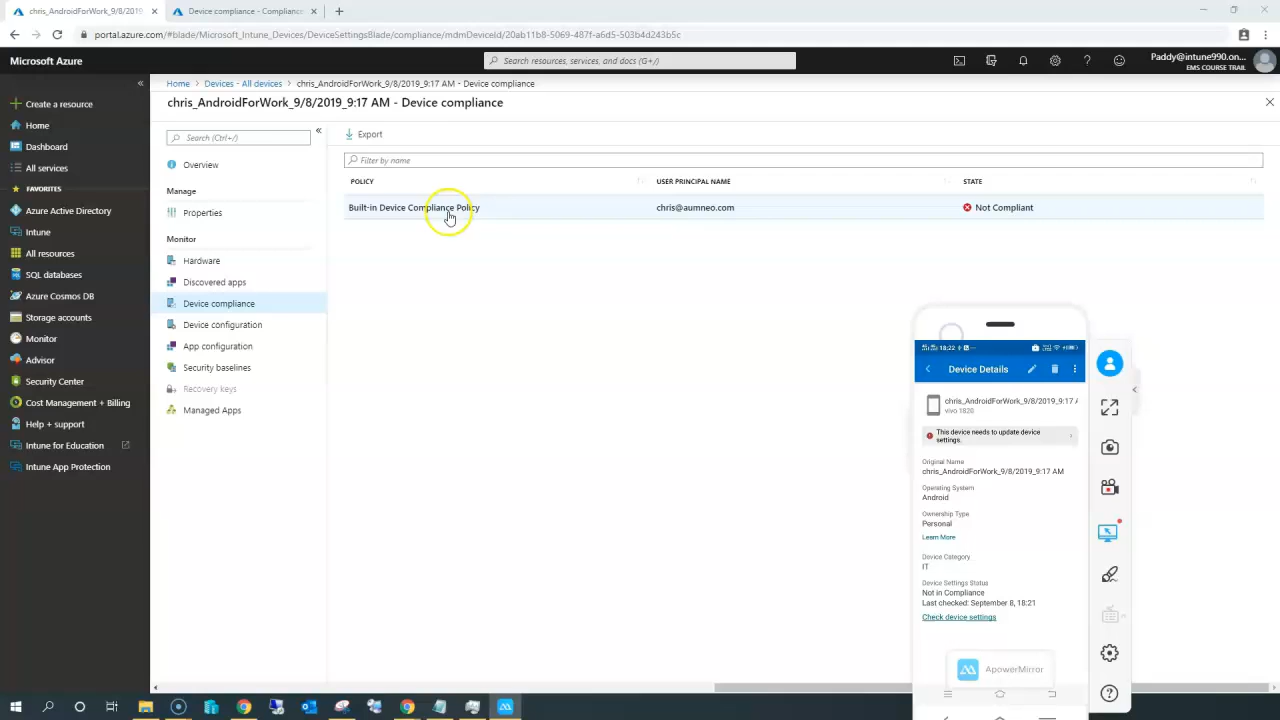 chris_AndroidForWork_9/8/2019_9:17
Device compliance - Compliance
portal.azure.com/#blade/Microsoft_Intune_Devices/DeviceSettingsBlade/compliance/mdmDeviceId/20ab11b8-5069-487f-a6d5-503b4d243b5c
Microsoft Azure
Search resources, services, and docs (G+/)
Paddy@intune990.on...
EMS COURSE TRAIL
Home > Devices - All devices > chris_AndroidForWork_9/8/2019_9:17 AM - Device compliance
chris_AndroidForWork_9/8/2019_9:17 AM - Device compliance
Create a resource
Home
Dashboard
All services
FAVORITES
Azure Active Directory
Intune
All resources
SQL databases
Azure Cosmos DB
Storage accounts
Monitor
Advisor
Security Center
Cost Management + Billing
Help + support
Intune for Education
Intune App Protection
Search (Ctrl+/)
Overview
Manage
Properties
Monitor
Hardware
Discovered apps
Device compliance
Device configuration
App configuration
Security baselines
Recovery keys
Managed Apps
Export
Filter by name
POLICY USER PRINCIPAL NAME STATE
Built-in Device Compliance Policy chris@aumneo.com Not Compliant
18:22
Device Details
chris_AndroidForWork_9/8/2019_9:17 A
vivo 1820
This device needs to update device
settings.
Original Name
chris_AndroidForWork_9/8/2019_9:17 AM
Operating System
Android
Ownership Type
Personal
Learn More
Device Category
IT
Device Settings Status
Not in Compliance
Last checked: September 8, 18:21
Check device settings
ApowerMirror